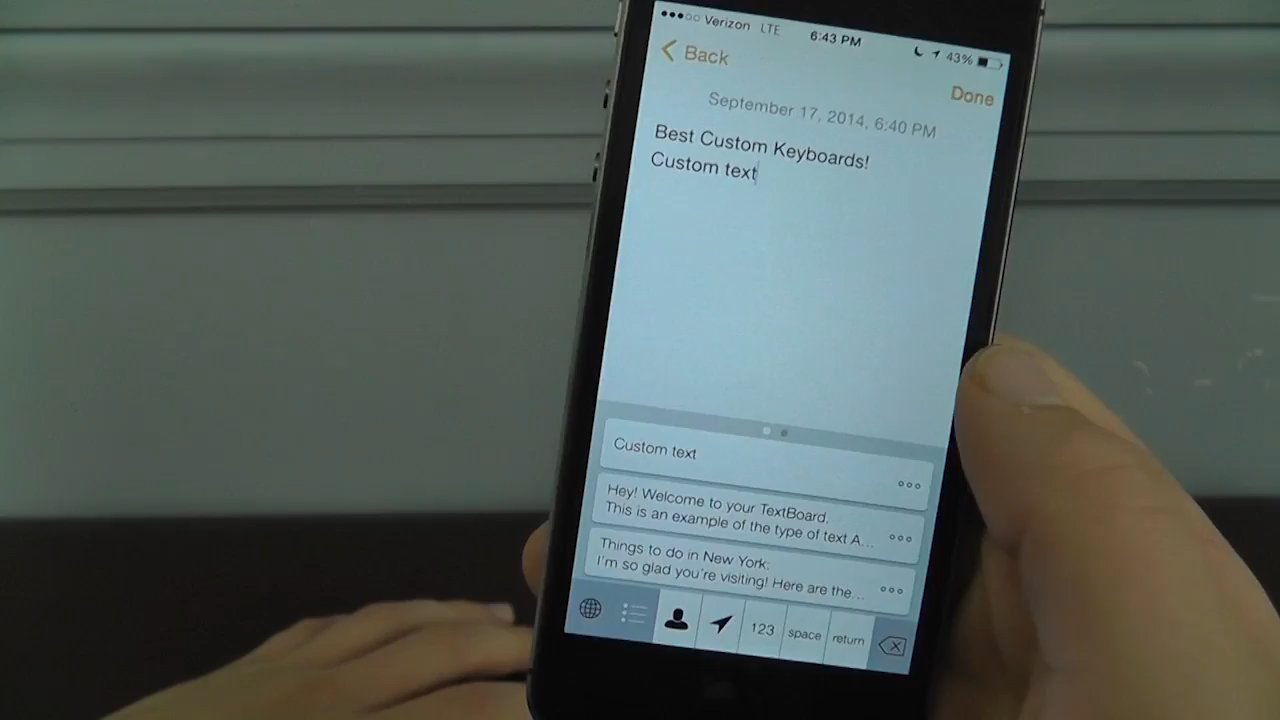 Verizon LTE 6:43 PM 43%
Back
Done
September 17, 2014, 6:40 PM
Best Custom Keyboards!
Custom text
Custom text
Hey! Welcome to your TextBoard.
This is an example of the type of text A...
Things to do in New York:
I'm so glad you're visiting! Here are the...
123 space return